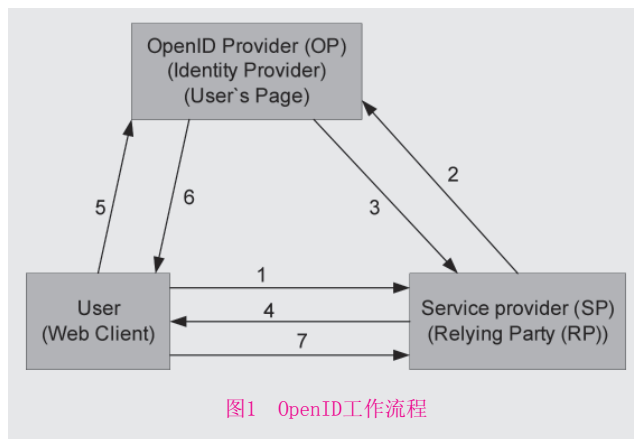 OpenID Provider (OP)
(Identity Provider)
(User`s Page)
5
6
3
2
1
4
7
User
(Web Client)
Service provider (SP)
(Relying Party (RP))
图1 OpenID工作流程